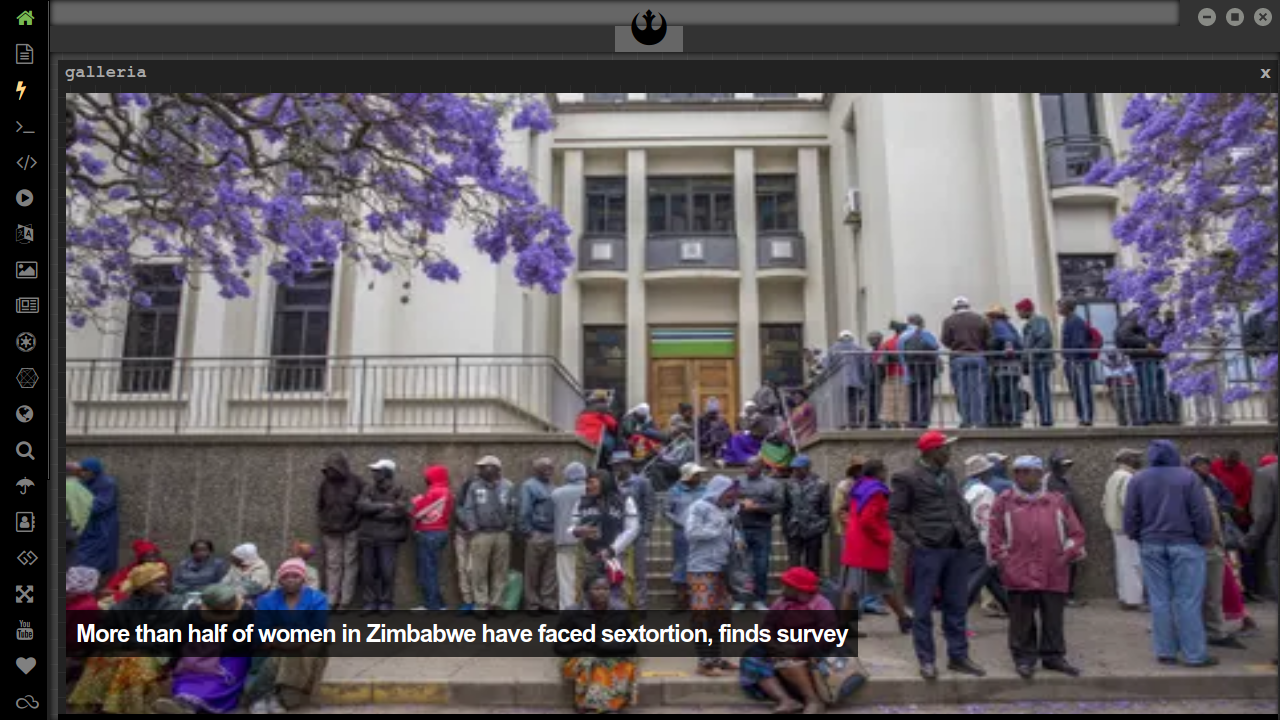 galleria
x
More than half of women in Zimbabwe have faced sextortion, finds survey